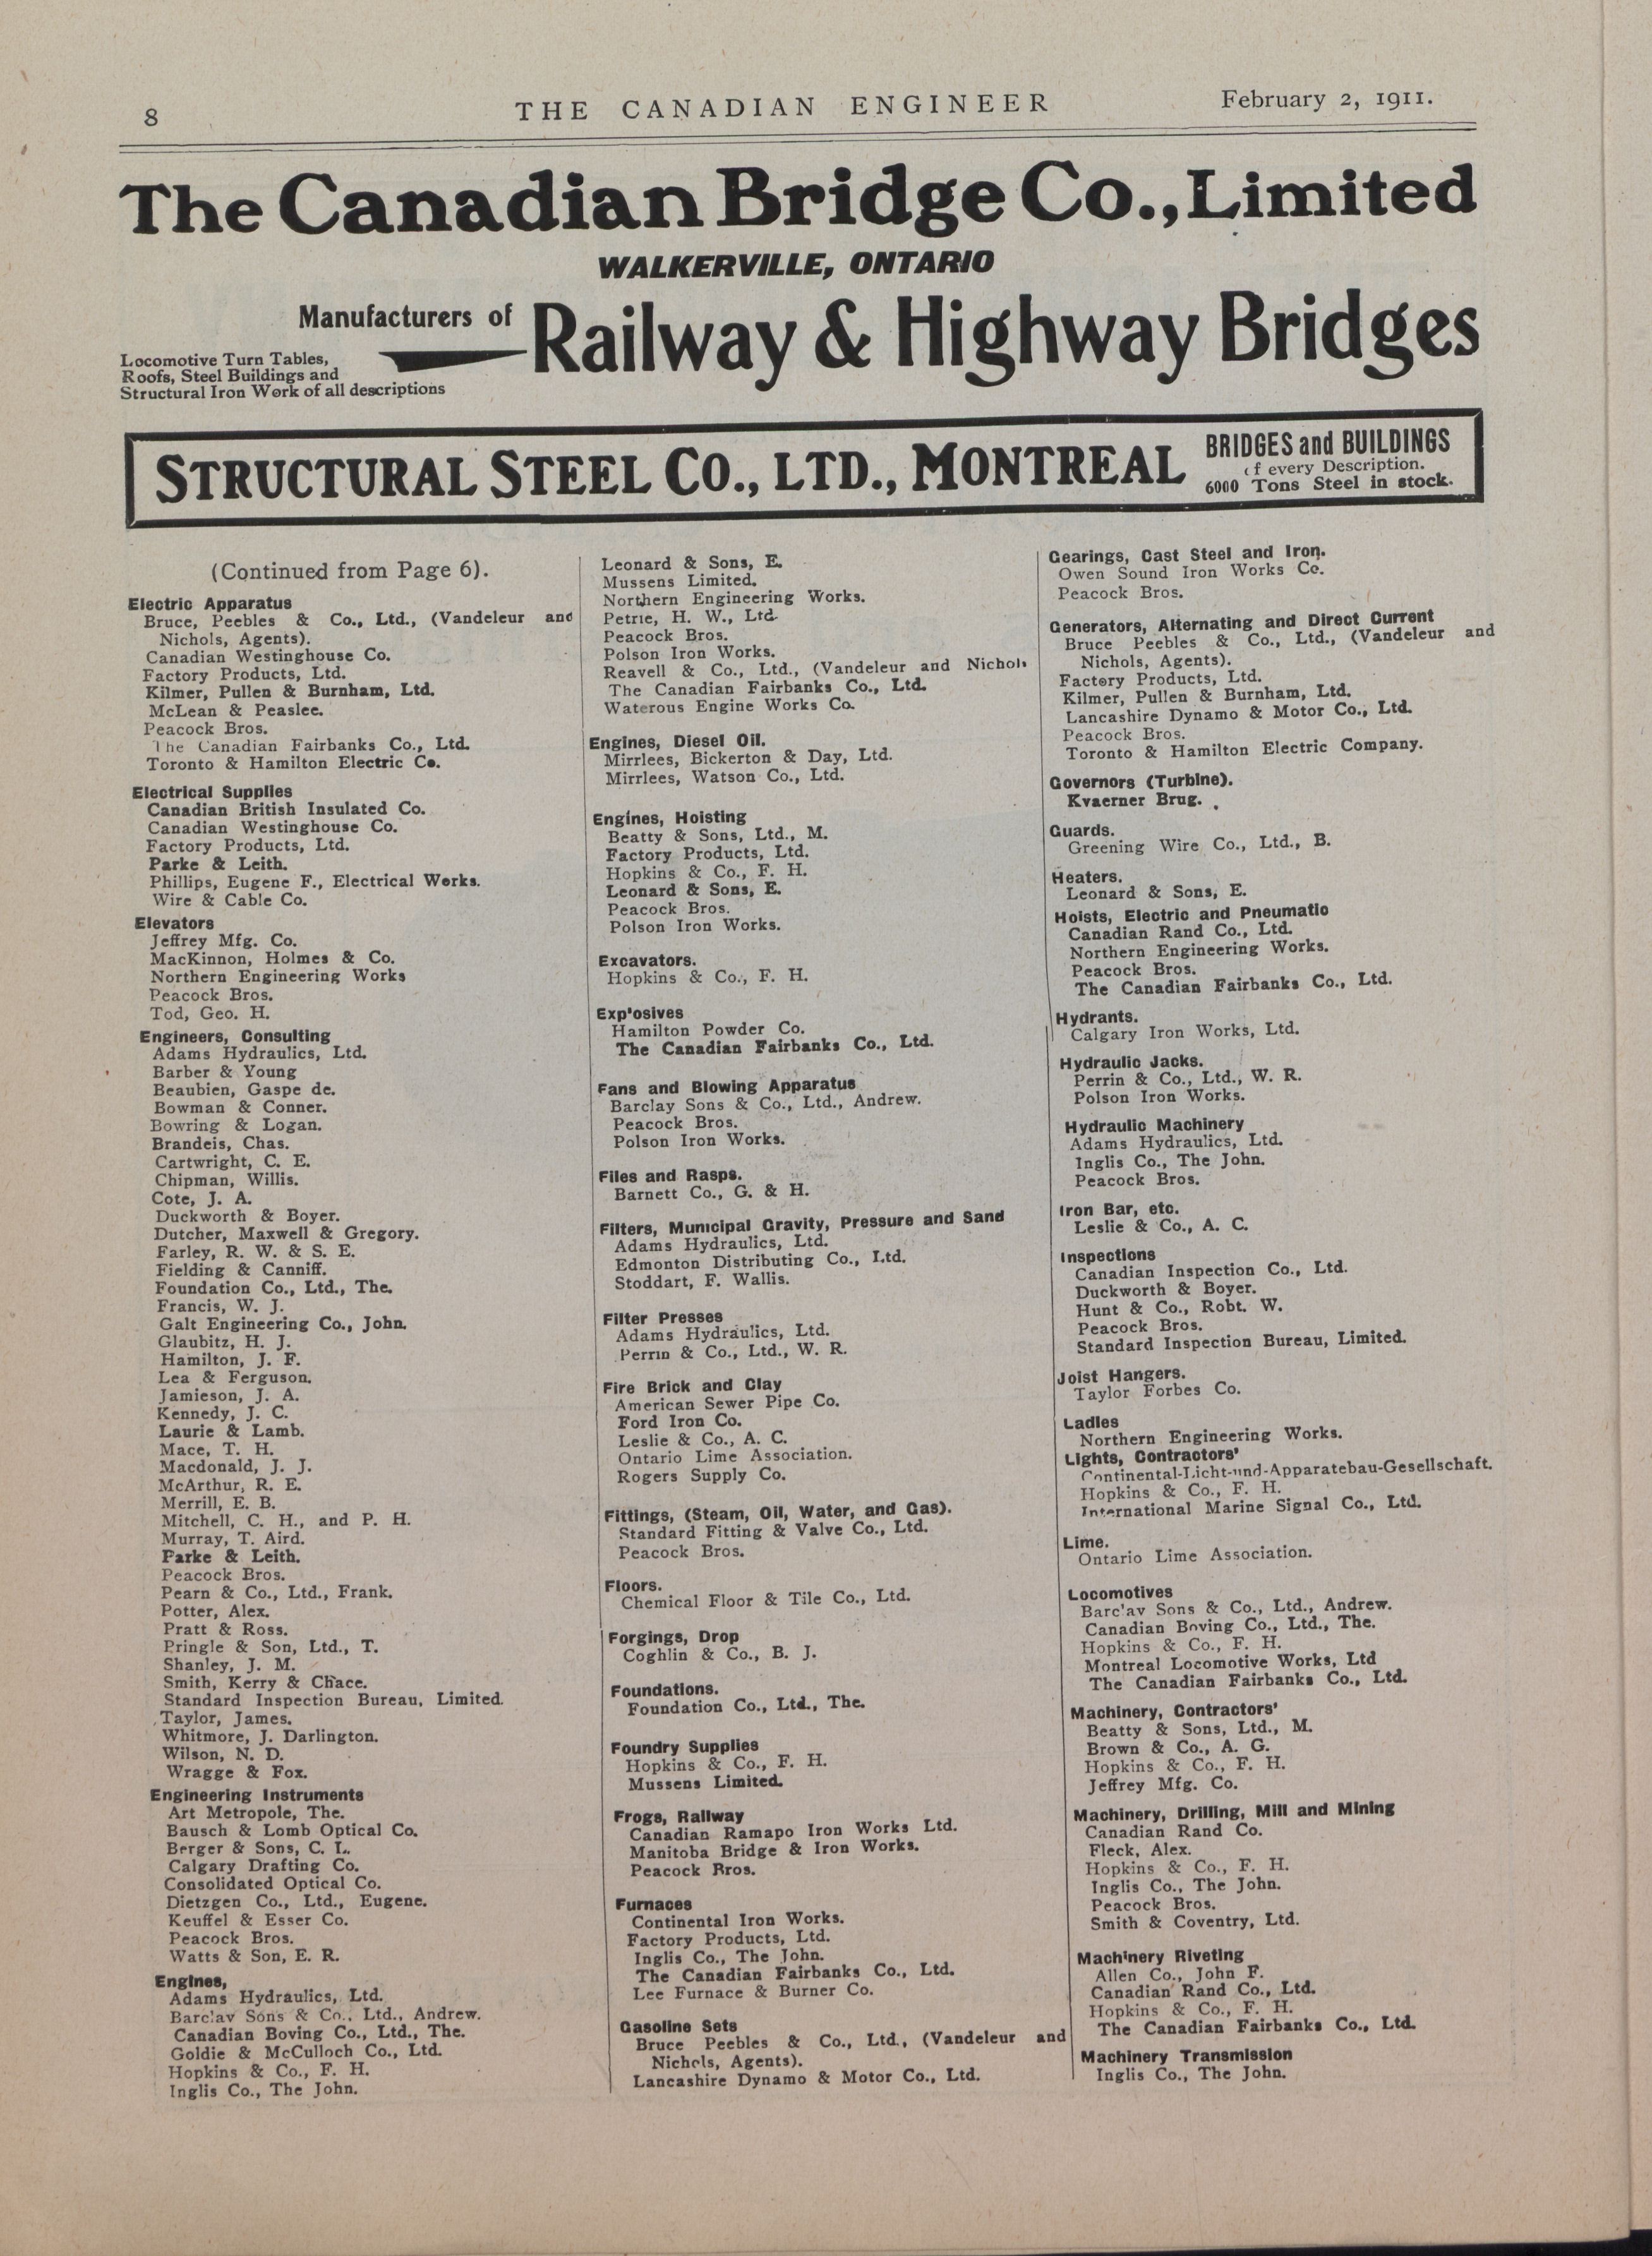 8
THE CANADIAN ENGINEER
February 2, 1911.
The Canadian Bridge Co., Limited
WALKERVILLE, ONTARIO
Manufacturers of
Railway & Highway Bridges
Locomotive Turn Tables,
Roofs, Steel Buildings and
Structural Iron Work of all descriptions
STRUCTURAL STEEL CO., LTD., MONTREAL
BRIDGES and BUILDINGS
of every Description.
6000 Tons Steel in stock.
(Continued from Page 6).
Electric Apparatus
Bruce, Peebles & Co., Ltd., (Vandeleur and
Nichols, Agents).
Canadian Westinghouse Co.
Factory Products, Ltd.
Kilmer, Pullen & Burnham, Ltd.
McLean & Peaslee.
Peacock Bros.
The Canadian Fairbanks Co., Ltd.
Toronto & Hamilton Electric Co.
Electrical Supplies
Canadian British Insulated Co.
Canadian Westinghouse Co.
Factory Products, Ltd.
Parke & Leith.
Phillips, Eugene F., Electrical Works.
Wire & Cable Co.
Elevators
Jeffrey Mfg. Co.
MacKinnon, Holmes & Co.
Northern Engineering Works
Peacock Bros.
Tod, Geo. H.
Engineers, Consulting
Adams Hydraulics, Ltd.
Barber & Young
Beaubien, Gaspe de.
Bowman & Conner.
Bowring & Logan.
Brandeis, Chas.
Cartwright, C. E.
Chipman, Willis.
Cote, J. A.
Duckworth & Boyer.
Dutcher, Maxwell & Gregory.
Farley, R. W. & S. E.
Fielding & Canniff.
Foundation Co., Ltd., The.
Francis, W. J.
Galt Engineering Co., John.
Glaubitz, H. J.
Hamilton, J. F.
Lea & Ferguson.
Jamieson, J. A.
Kennedy, J. C.
Laurie & Lamb.
Mace, T. H.
Macdonald, J. J.
McArthur, R. E.
Merrill, E. B.
Mitchell, C. H., and P. H.
Murray, T. Aird.
Parke & Leith.
Peacock Bros.
Pearn & Co., Ltd., Frank.
Potter, Alex.
Pratt & Ross.
Pringle & Son, Ltd., T.
Shanley, J. M.
Smith, Kerry & Chace.
Standard Inspection Bureau, Limited.
Taylor, James.
Whitmore, J. Darlington.
Wilson, N. D.
Wragge & Fox.
Engineering Instruments
Art Metropole, The.
Bausch & Lomb Optical Co.
Berger & Sons, C. L.
Calgary Drafting Co.
Consolidated Optical Co.
Dietzgen Co., Ltd., Eugene.
Keuffel & Esser Co.
Peacock Bros.
Watts & Son, E. R.
Engines,
Adams Hydraulics, Ltd.
Barclay Sons & Co., Ltd., Andrew.
Canadian Boving Co., Ltd., The.
Goldie & McCulloch Co., Ltd.
Hopkins & Co., F. H.
Inglis Co., The John.
Leonard & Sons, E.
Mussens Limited.
Northern Engineering Works.
Petrie, H. W., Ltd.
Peacock Bros.
Polson Iron Works.
Reavell & Co., Ltd., (Vandeleur and Nichols
The Canadian Fairbanks Co., Ltd.
Waterous Engine Works Co.
Engines, Diesel Oil.
Mirrlees, Bickerton & Day, Ltd.
Mirrlees, Watson Co., Ltd.
Engines, Hoisting
Beatty & Sons, Ltd., M.
Factory Products, Ltd.
Hopkins & Co., F. H.
Leonard & Sons, E.
Peacock Bros.
Polson Iron Works.
Excavators.
Hopkins & Co., F. H.
Explosives
Hamilton Powder Co.
The Canadian Fairbanks Co., Ltd.
Fans and Blowing Apparatus
Barclay Sons & Co., Ltd., Andrew.
Peacock Bros.
Polson Iron Works.
Files and Rasps.
Barnett Co., G. & H.
Filters, Municipal Gravity, Pressure and Sand
Adams Hydraulics, Ltd.
Edmonton Distributing Co., Ltd.
Stoddart, F. Wallis.
Filter Presses
Adams Hydraulics, Ltd.
Perrin & Co., Ltd., W. R.
Fire Brick and Clay
American Sewer Pipe Co.
Ford Iron Co.
Leslie & Co., A. C.
Ontario Lime Association.
Rogers Supply Co.
Fittings, (Steam, Oil, Water, and Gas).
Standard Fitting & Valve Co., Ltd.
Peacock Bros.
Floors.
Chemical Floor & Tile Co., Ltd.
Forgings, Drop
Coghlin & Co., B. J.
Foundations.
Foundation Co., Ltd., The.
Foundry Supplies
Hopkins & Co., F. H.
Mussens Limited.
Frogs, Railway
Canadian Ramapo Iron Works Ltd.
Manitoba Bridge & Iron Works.
Peacock Bros.
Furnaces
Continental Iron Works.
Factory Products, Ltd.
Inglis Co., The John.
The Canadian Fairbanks Co., Ltd.
Lee Furnace & Burner Co.
Gasoline Sets
Bruce Peebles & Co., Ltd., (Vandeleur and
Nichols, Agents).
Lancashire Dynamo & Motor Co., Ltd.
Gearings, Cast Steel and Iron.
Owen Sound Iron Works Co.
Peacock Bros.
Generators, Alternating and Direct Current
Bruce Peebles & Co., Ltd., (Vandeleur and
Nichols, Agents).
Factory Products, Ltd.
Kilmer, Pullen & Burnham, Ltd.
Lancashire Dynamo & Motor Co., Ltd.
Peacock Bros.
Toronto & Hamilton Electric Company.
Governors (Turbine).
Kvaerner Brug.
Guards.
Greening Wire Co., Ltd., B.
Heaters.
Leonard & Sons, E.
Hoists, Electric and Pneumatic
Canadian Rand Co., Ltd.
Northern Engineering Works.
Peacock Bros.
The Canadian Fairbanks Co., Ltd.
Hydrants.
Calgary Iron Works, Ltd.
Hydraulic Jacks.
Perrin & Co., Ltd., W. R.
Polson Iron Works.
Hydraulic Machinery
Adams Hydraulics, Ltd.
Inglis Co., The John.
Peacock Bros.
Iron Bar, etc.
Leslie & Co., A. C.
Inspections
Canadian Inspection Co., Ltd.
Duckworth & Boyer.
Hunt & Co., Robt. W.
Peacock Bros.
Standard Inspection Bureau, Limited.
Joist Hangers.
Taylor Forbes Co.
Ladles
Northern Engineering Works.
Lights, Contractors'
Continental-Licht-und-Apparatebau-Gesellschaft.
Hopkins & Co., F. H.
International Marine Signal Co., Ltd.
Lime.
Ontario Lime Association.
Locomotives
Barclay Sons & Co., Ltd., Andrew.
Canadian Boving Co., Ltd., The.
Hopkins & Co., F. H.
Montreal Locomotive Works, Ltd
The Canadian Fairbanks Co., Ltd.
Machinery, Contractors'
Beatty & Sons, Ltd., M.
Brown & Co., A. G.
Hopkins & Co., F. H.
Jeffrey Mfg. Co.
Machinery, Drilling, Mill and Mining
Canadian Rand Co.
Fleck, Alex.
Hopkins & Co., F. H.
Inglis Co., The John.
Peacock Bros.
Smith & Coventry, Ltd.
Machinery Riveting
Allen Co., John F.
Canadian Rand Co., Ltd.
Hopkins & Co., F. H.
The Canadian Fairbanks Co., Ltd.
Machinery Transmission
Inglis Co., The John.